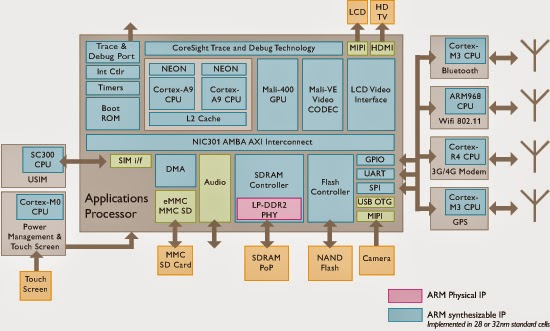 LCD
HD
TV
Trace &
Debug Port
CoreSight Trace and Debug Technology
MIPI
HDMI
Int Ctlr
Timers
Boot
ROM
NEON
Cortex-A9
CPU
NEON
Cortex-A9
CPU
L2 Cache
Mali-400
GPU
Mali-VE
Video
CODEC
LCD Video
Interface
NIC301 AMBA AXI Interconnect
SC300
CPU
USIM
SIM i/f
DMA
eMMC
MMC SD
Audio
SDRAM
Controller
LP-DDR2
PHY
Flash
Controller
GPIO
UART
SPI
USB OTG
MIPI
Applications
Processor
Cortex-M0
CPU
Power
Management &
Touch Screen
Touch
Screen
MMC
SD Card
SDRAM
PoP
NAND
Flash
Camera
Cortex-
M3 CPU
Bluetooth
ARM968
CPU
Wifi 802.11
Cortex-
R4 CPU
3G/4G Modem
Cortex-
M3 CPU
GPS
ARM Physical IP
ARM synthesizable IP
Implemented in 28 or 32nm standard cells